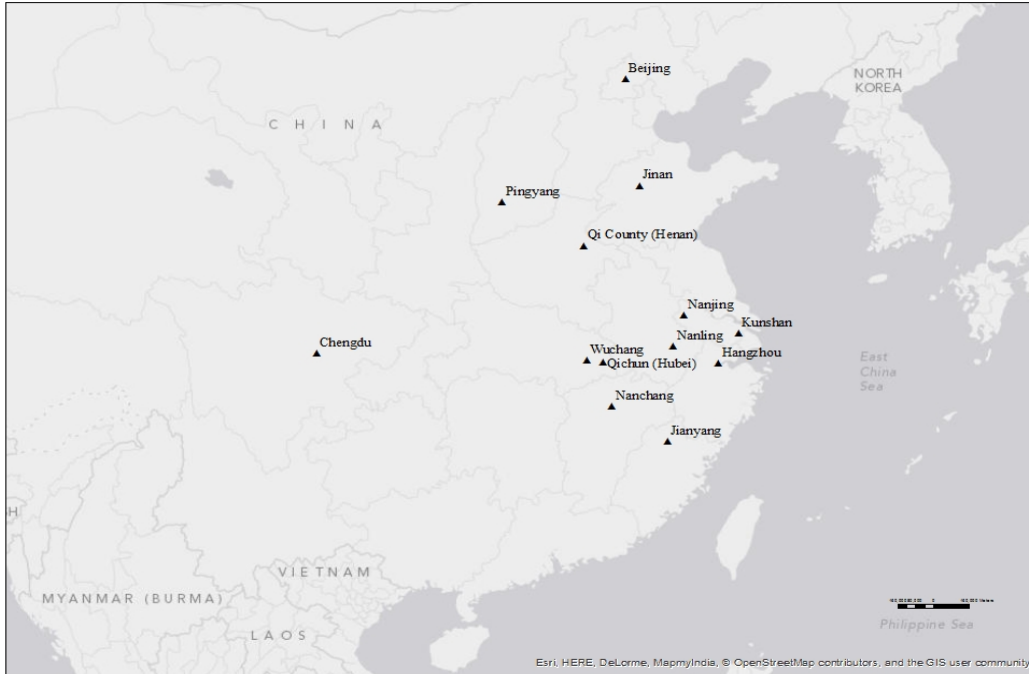 Beijing
NORTH
KOREA
C H I N A
Jinan
Pingyang
Qi County (Henan)
Nanjing
Kunshan
Nanling
Chengdu
Wuchang
Hangzhou
Qichun (Hubei)
East
China
Sea
Nanchang
Jianyang
H
VIETNAM
MYANMAR (BURMA)
LAOS
Philippine Sea
Esri, HERE, DeLorme, MapmyIndia, © OpenStreetMap contributors, and the GIS user community